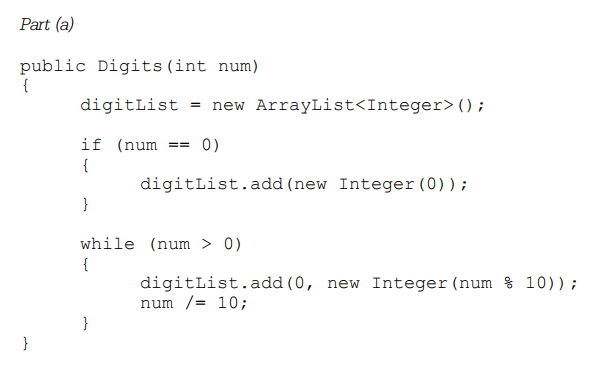 Part (a)
public Digits(int num)
{
digitList = new ArrayList<Integer>();
if (num == 0)
{
digitList.add(new Integer(0));
}
while (num > 0)
{
digitList.add(0, new Integer(num % 10));
num /= 10;
}
}